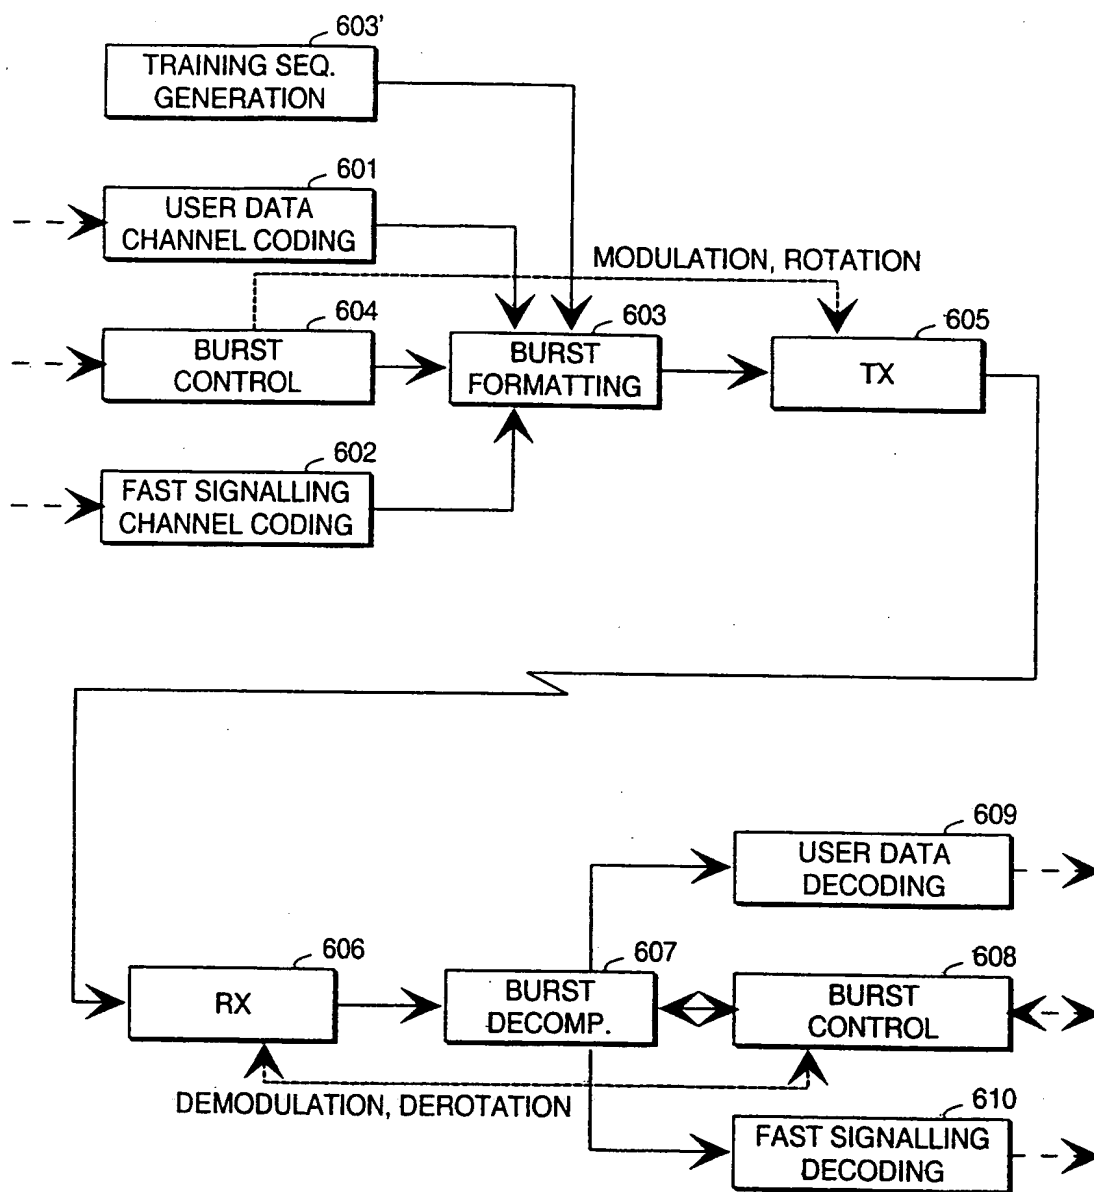 603'
TRAINING SEQ.
GENERATION
601
USER DATA
CHANNEL CODING
MODULATION, ROTATION
604
BURST
CONTROL
603
BURST
FORMATTING
605
TX
602
FAST SIGNALLING
CHANNEL CODING
609
USER DATA
DECODING
606
RX
607
BURST
DECOMP.
608
BURST
CONTROL
DEMODULATION, DEROTATION
610
FAST SIGNALLING
DECODING